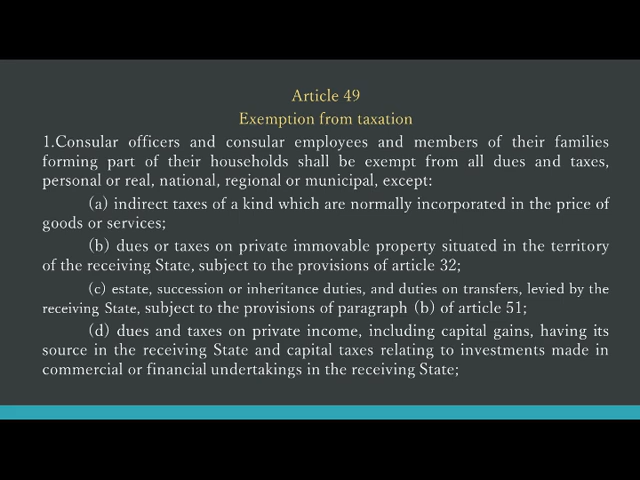 Article 49
Exemption from taxation
1.Consular officers and consular employees and members of their families
forming part of their households shall be exempt from all dues and taxes,
personal or real, national, regional or municipal, except:
(a) indirect taxes of a kind which are normally incorporated in the price of
goods or services;
(b) dues or taxes on private immovable property situated in the territory
of the receiving State, subject to the provisions of article 32;
(c) estate, succession or inheritance duties, and duties on transfers, levied by the
receiving State, subject to the provisions of paragraph (b) of article 51;
(d) dues and taxes on private income, including capital gains, having its
source in the receiving State and capital taxes relating to investments made in
commercial or financial undertakings in the receiving State;